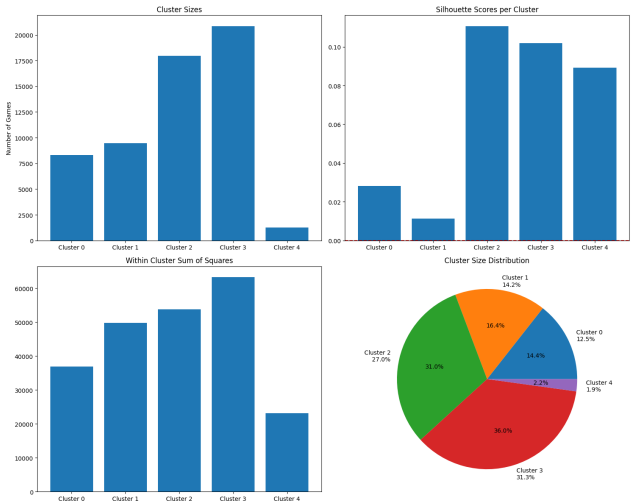 Cluster Sizes
Number of Games
20000
17500
15000
12500
10000
7500
5000
2500
0
Cluster 0 Cluster 1 Cluster 2 Cluster 3 Cluster 4
Silhouette Scores per Cluster
0.10
0.08
0.06
0.04
0.02
0.00
Cluster 0 Cluster 1 Cluster 2 Cluster 3 Cluster 4
Within Cluster Sum of Squares
60000
50000
40000
30000
20000
10000
0
Cluster 0 Cluster 1 Cluster 2 Cluster 3 Cluster 4
Cluster Size Distribution
Cluster 1
14.2%
16.4%
Cluster 0
12.5%
14.4%
Cluster 2
27.0%
31.0%
Cluster 4
1.9%
2.2%
36.0%
Cluster 3
31.3%